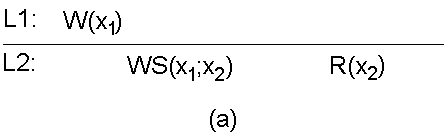 L1: W(x₁)
L2: WS(x₁;x₂) R(x₂)
(a)